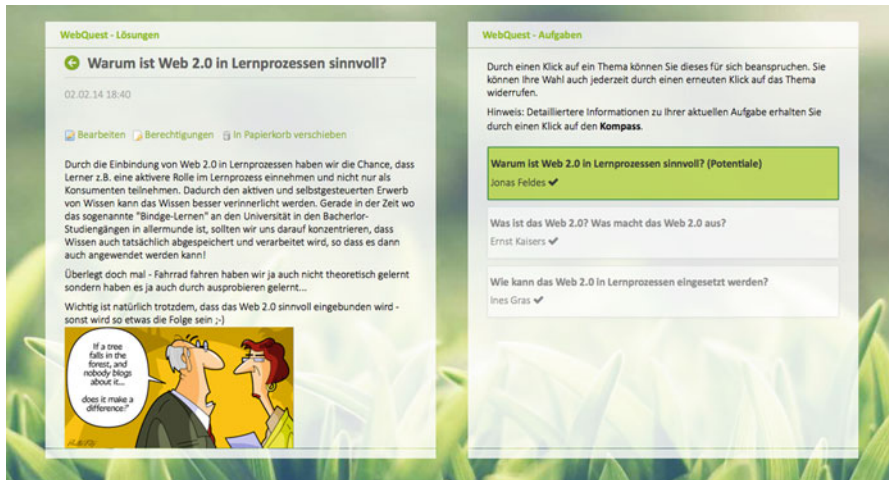 WebQuest - Lösungen
Warum ist Web 2.0 in Lernprozessen sinnvoll?
02.02.14 18:40
Bearbeiten Berechtigungen In Papierkorb verschieben
Durch die Einbindung von Web 2.0 in Lernprozessen haben wir die Chance, dass
Lerner z.B. eine aktivere Rolle im Lernprozess einnehmen und nicht nur als
Konsumenten teilnehmen. Dadurch den aktiven und selbstgesteuerten Erwerb
von Wissen kann das Wissen besser verinnerlicht werden. Gerade in der Zeit wo
das sogenannte "Bindge-Lernen" an den Universität in den Bacherlor-
Studiengängen in allermunde ist, sollten wir uns darauf konzentrieren, dass
Wissen auch tatsächlich abgespeichert und verarbeitet wird, so dass es dann
auch angewendet werden kann!
Überlegt doch mal - Fahrrad fahren haben wir ja auch nicht theoretisch gelernt
sondern haben es ja auch durch ausprobieren gelernt...
Wichtig ist natürlich trotzdem, dass das Web 2.0 sinnvoll eingebunden wird -
sonst wird so etwas die Folge sein ;-)
If a tree
falls in the
forest, and
nobody blogs
about it...
does it make a
difference?
WebQuest - Aufgaben
Durch einen Klick auf ein Thema können Sie dieses für sich beanspruchen. Sie
können Ihre Wahl auch jederzeit durch einen erneuten Klick auf das Thema
widerrufen.
Hinweis: Detailliertere Informationen zu Ihrer aktuellen Aufgabe erhalten Sie
durch einen Klick auf den Kompass.
Warum ist Web 2.0 in Lernprozessen sinnvoll? (Potentiale)
Jonas Feldes ✔
Was ist das Web 2.0? Was macht das Web 2.0 aus?
Ernst Kaisers ✔
Wie kann das Web 2.0 in Lernprozessen eingesetzt werden?
Ines Gras ✔